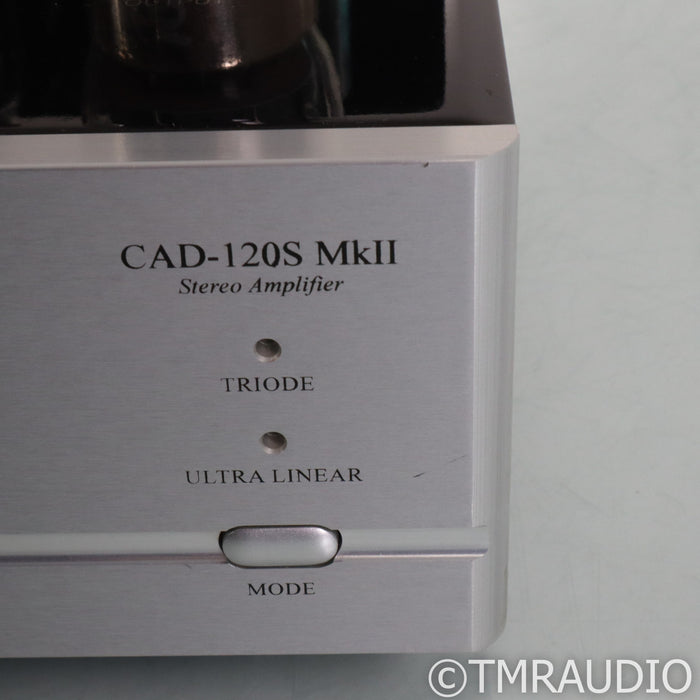 CAD-120S MkII
Stereo Amplifier
TRIODE
ULTRA LINEAR
MODE
©TMRAUDIO